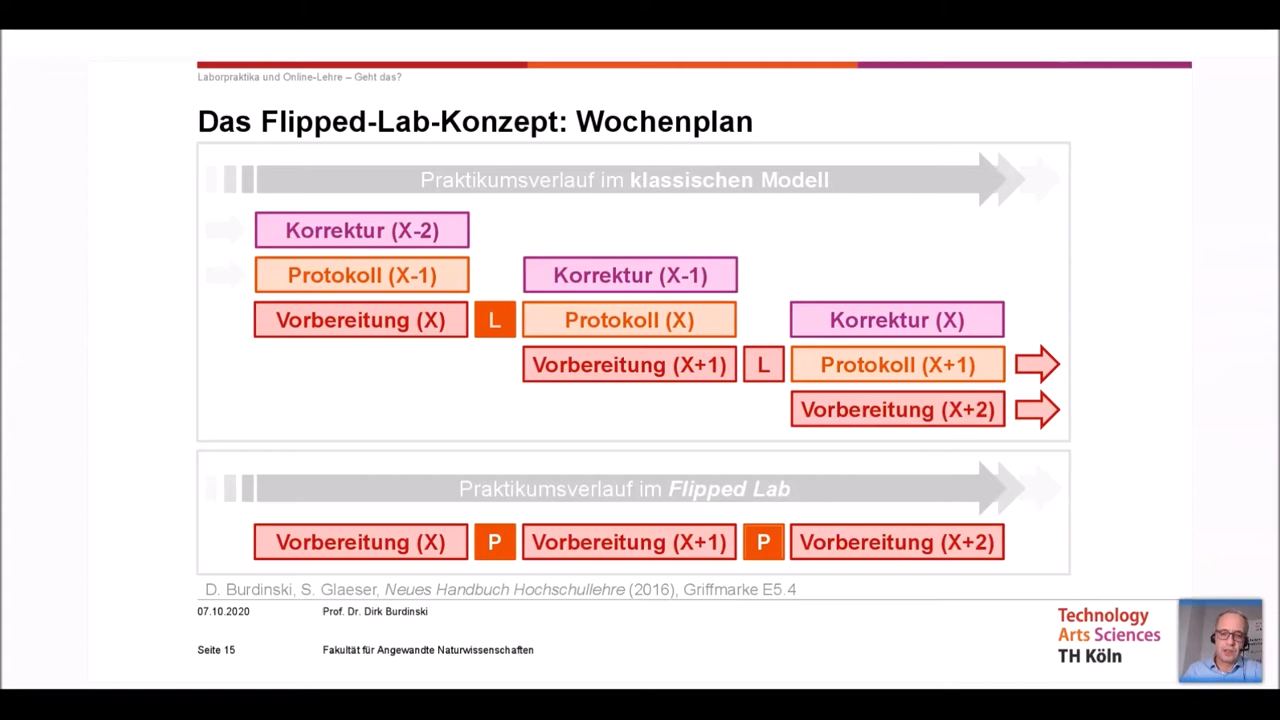 Laborpraktika und Online-Lehre – Geht das?
Das Flipped-Lab-Konzept: Wochenplan
Praktikumsverlauf im klassischen Modell
Korrektur (X-2)
Protokoll (X-1)
Korrektur (X-1)
Vorbereitung (X)
L
Protokoll (X)
Korrektur (X)
Vorbereitung (X+1)
L
Protokoll (X+1)
Vorbereitung (X+2)
Praktikumsverlauf im Flipped Lab
Vorbereitung (X)
P
Vorbereitung (X+1)
P
Vorbereitung (X+2)
D. Burdinski, S. Glaeser, Neues Handbuch Hochschullehre (2016), Griffmarke E5.4
07.10.2020
Prof. Dr. Dirk Burdinski
Seite 15
Fakultät für Angewandte Naturwissenschaften
Technology
Arts Sciences
TH Köln